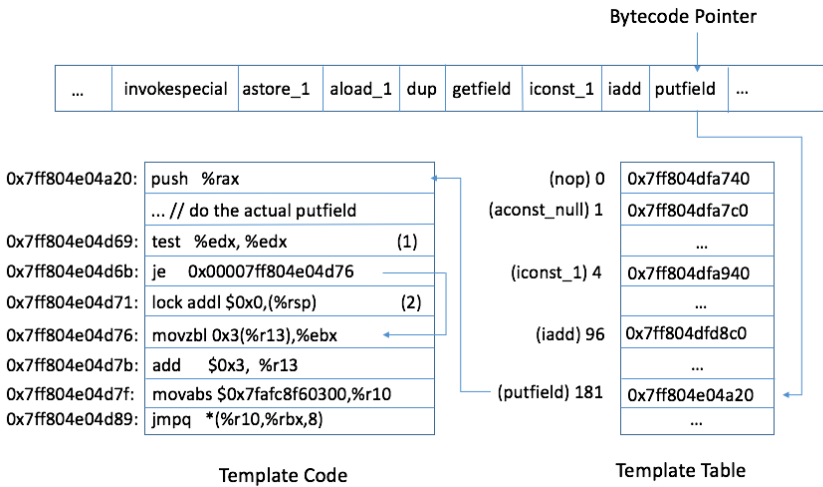 Bytecode Pointer
... invokespecial astore_1 aload_1 dup getfield iconst_1 iadd putfield ...
0x7ff804e04a20: push %rax
... // do the actual putfield
0x7ff804e04d69: test %edx, %edx (1)
0x7ff804e04d6b: je 0x00007ff804e04d76
0x7ff804e04d71: lock addl $0x0,(%rsp) (2)
0x7ff804e04d76: movzbl 0x3(%r13),%ebx
0x7ff804e04d7b: add $0x3, %r13
0x7ff804e04d7f: movabs $0x7fafc8f60300,%r10
0x7ff804e04d89: jmpq *(%r10,%rbx,8)
Template Code
(nop) 0 0x7ff804dfa740
(aconst_null) 1 0x7ff804dfa7c0
...
(iconst_1) 4 0x7ff804dfa940
...
(iadd) 96 0x7ff804dfd8c0
...
(putfield) 181 0x7ff804e04a20
...
Template Table